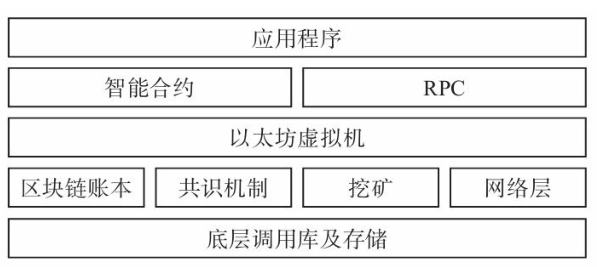 应用程序
智能合约 RPC
以太坊虚拟机
区块链账本 共识机制 挖矿 网络层
底层调用库及存储